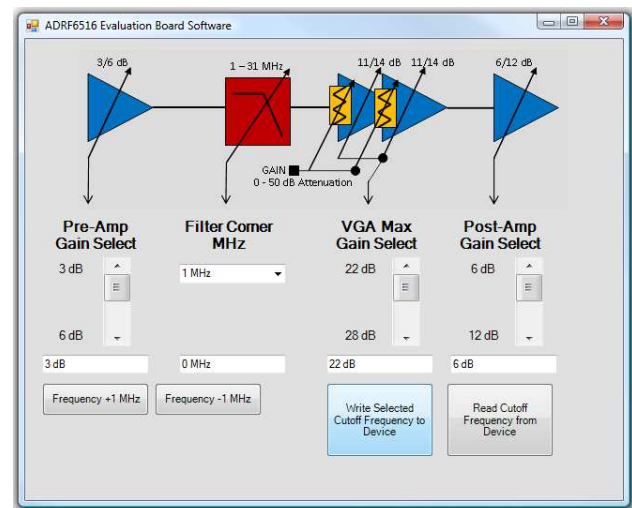 ADRF6516 Evaluation Board Software
3/6 dB
1 – 31 MHz
11/14 dB 11/14 dB
6/12 dB
GAIN
0 - 50 dB Attenuation
Pre-Amp
Gain Select
Filter Corner
MHz
VGA Max
Gain Select
Post-Amp
Gain Select
3 dB
1 MHz
22 dB
6 dB
6 dB
28 dB
12 dB
3 dB
0 MHz
22 dB
6 dB
Frequency +1 MHz
Frequency -1 MHz
Write Selected
Cutoff Frequency to
Device
Read Cutoff
Frequency from
Device